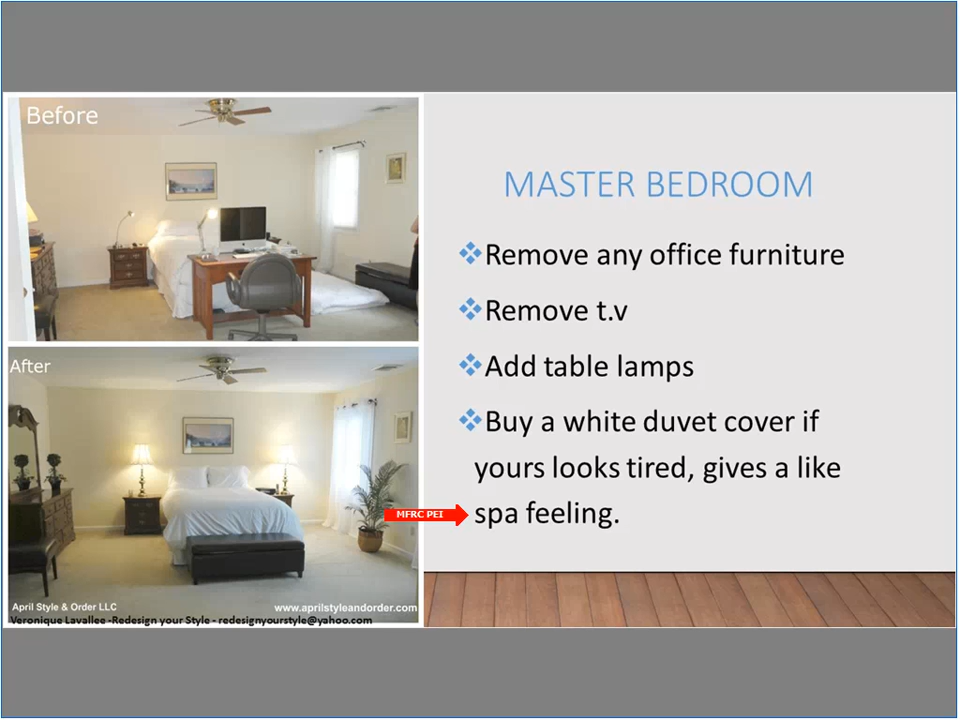 Before
After
April Style & Order LLC
www.aprilstyleandorder.com
Veronique Lavallee -Redesign your Style - redesignyourstyle@yahoo.com
MASTER BEDROOM
Remove any office furniture
Remove t.v
Add table lamps
Buy a white duvet cover if
yours looks tired, gives a like
spa feeling.
MFRC PEI